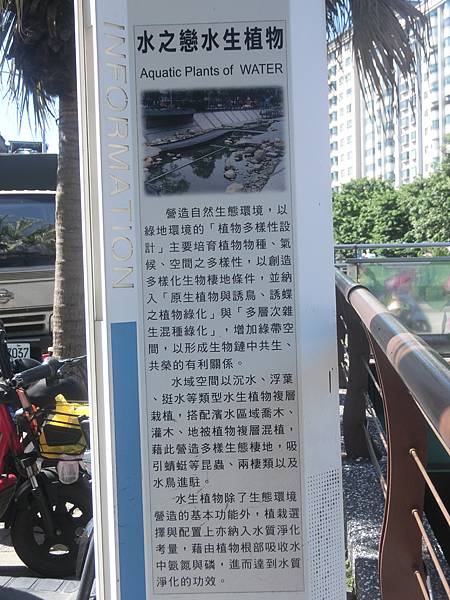 INFORMATION
水之戀水生植物
Aquatic Plants of WATER
營造自然生態環境，以
綠地環境的「植物多樣性設
計」主要培育植物物種、氣
候、空間之多樣性，以創造
多樣化生物棲地條件，並納
入「原生植物與誘鳥、誘蝶
之植物綠化」與「多層次雜
生混種綠化」，增加綠帶空
間，以形成生物鏈中共生、
共榮的有利關係。
水域空間以沉水、浮葉
、挺水等類型水生植物複層
栽植，搭配濱水區域喬木、
灌木、地被植物複層混植，
藉此營造多樣生態棲地，吸
引蜻蜓等昆蟲、兩棲類以及
水鳥進駐。
水生植物除了生態環境
營造的基本功能外，植栽選
擇與配置上亦納入水質淨化
考量，藉由植物根部吸收水
中氨氮與磷，進而達到水質
淨化的功效。